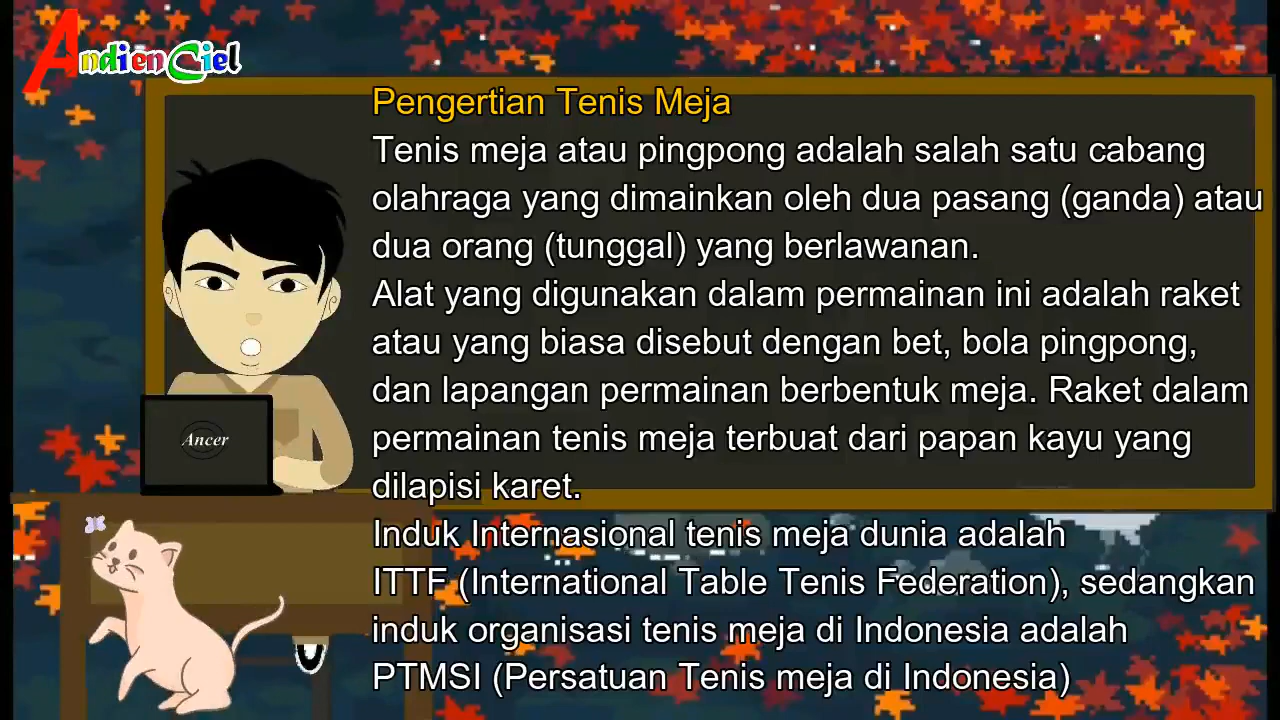 Andien Ciel
Pengertian Tenis Meja
Tenis meja atau pingpong adalah salah satu cabang
olahraga yang dimainkan oleh dua pasang (ganda) atau
dua orang (tunggal) yang berlawanan.
Alat yang digunakan dalam permainan ini adalah raket
atau yang biasa disebut dengan bet, bola pingpong,
dan lapangan permainan berbentuk meja. Raket dalam
permainan tenis meja terbuat dari papan kayu yang
dilapisi karet.
Ancer
Induk Internasional tenis meja dunia adalah
ITTF (International Table Tenis Federation), sedangkan
induk organisasi tenis meja di Indonesia adalah
PTMSI (Persatuan Tenis meja di Indonesia)